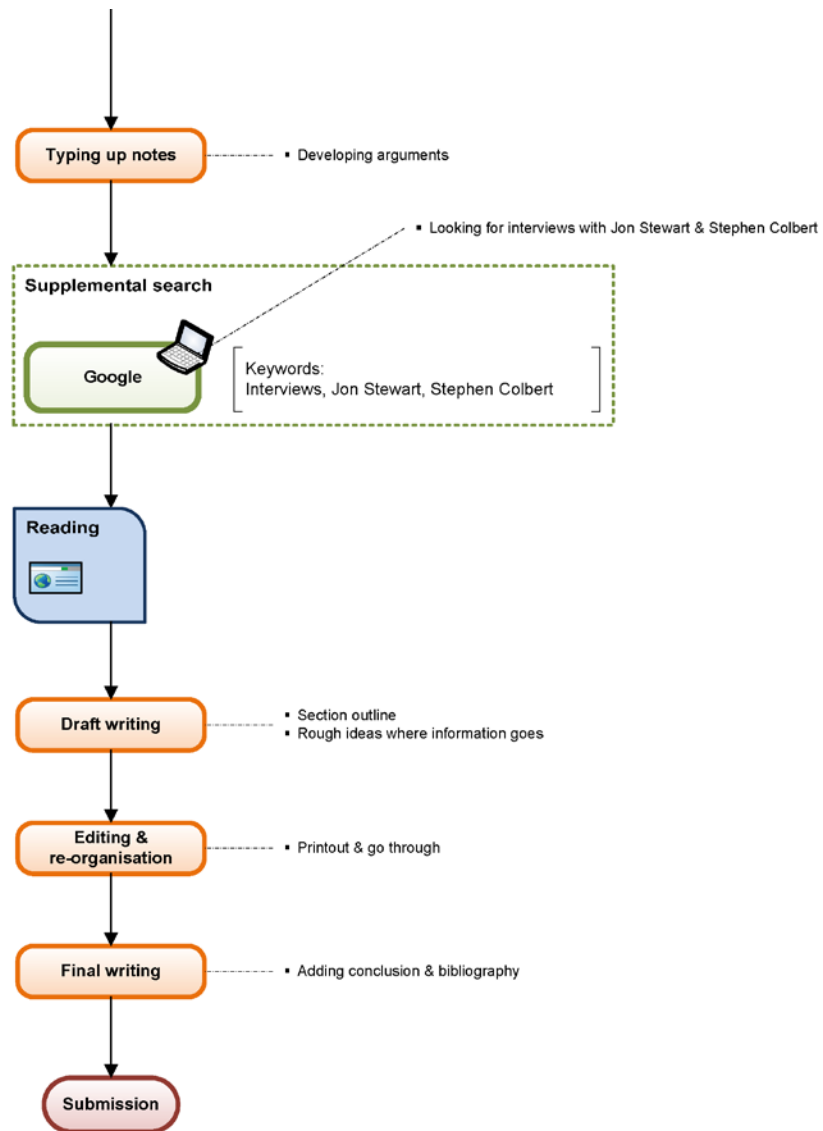 Typing up notes
▪ Developing arguments
▪ Looking for interviews with Jon Stewart & Stephen Colbert
Supplemental search
Google
Keywords:
Interviews, Jon Stewart, Stephen Colbert
Reading
Draft writing
▪ Section outline
▪ Rough ideas where information goes
Editing &
re-organisation
▪ Printout & go through
Final writing
▪ Adding conclusion & bibliography
Submission